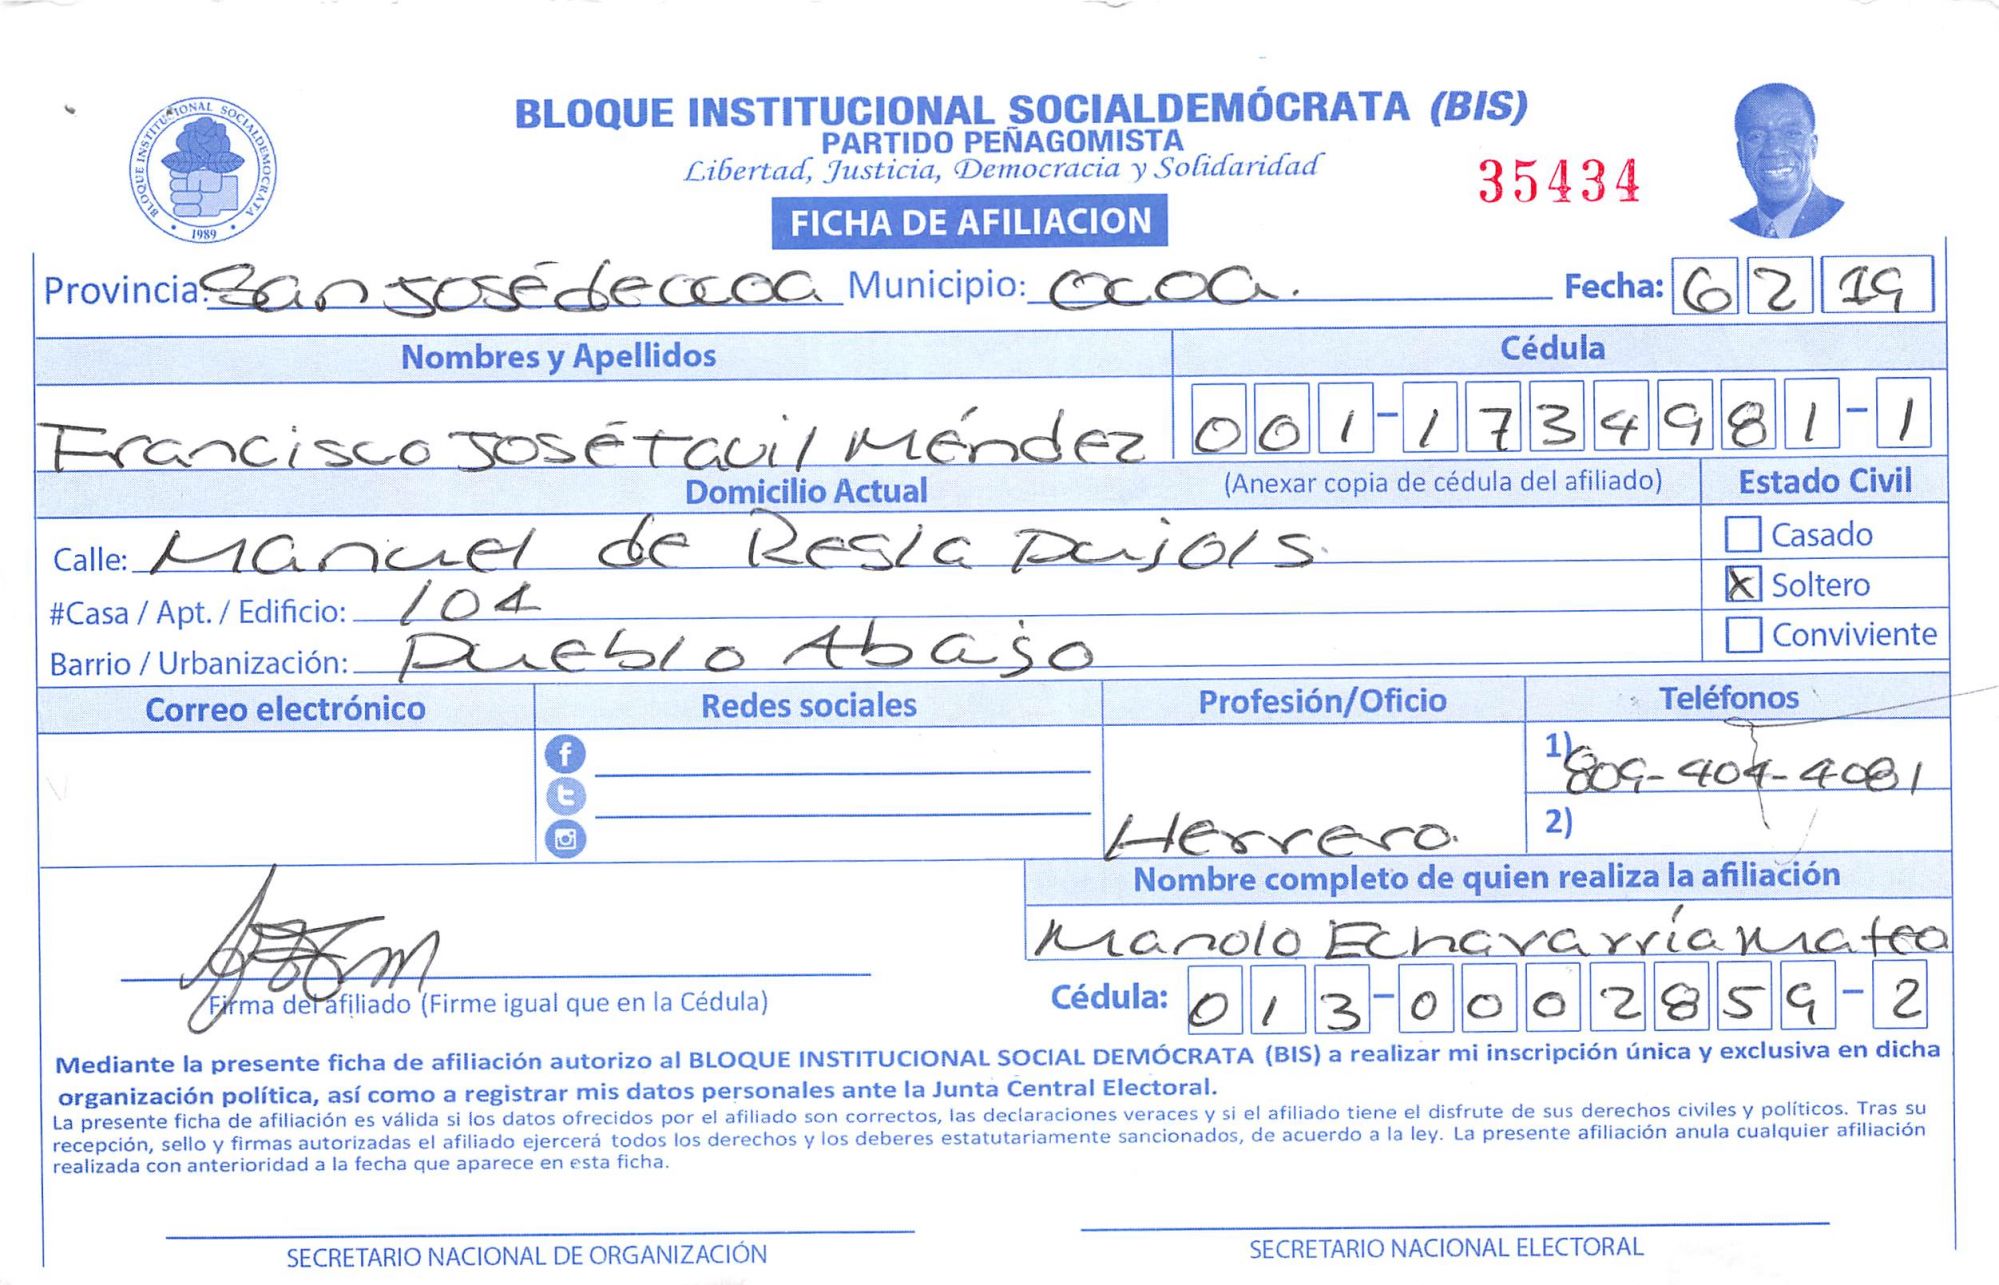 BLOQUE INSTITUCIONAL SOCIALDEMOCRATA
1989
BLOQUE INSTITUCIONAL SOCIALDEMÓCRATA (BIS)
PARTIDO PEÑAGOMISTA
Libertad, Justicia, Democracia y Solidaridad
35434
FICHA DE AFILIACION
Provincia: San José de ocoa Municipio: ocoa. Fecha: 6 2 19
Nombres y Apellidos Cédula
Francisco José Tavil Méndez 001-1734981-1
Domicilio Actual (Anexar copia de cédula del afiliado) Estado Civil
Calle: Manuel de Regla Pujols. Casado
#Casa / Apt. / Edificio: 104 X Soltero
Barrio / Urbanización: Pueblo Abajo Conviviente
Correo electrónico Redes sociales Profesión/Oficio Teléfonos
1) 809-404-4081
Herrero. 2)
Nombre completo de quien realiza la afiliación
Manolo Echavarría Mateo
Firma del afiliado (Firme igual que en la Cédula) Cédula: 013-0002859-2
Mediante la presente ficha de afiliación autorizo al BLOQUE INSTITUCIONAL SOCIAL DEMÓCRATA (BIS) a realizar mi inscripción única y exclusiva en dicha
organización política, así como a registrar mis datos personales ante la Junta Central Electoral.
La presente ficha de afiliación es válida si los datos ofrecidos por el afiliado son correctos, las declaraciones veraces y si el afiliado tiene el disfrute de sus derechos civiles y políticos. Tras su
recepción, sello y firmas autorizadas el afiliado ejercerá todos los derechos y los deberes estatutariamente sancionados, de acuerdo a la ley. La presente afiliación anula cualquier afiliación
realizada con anterioridad a la fecha que aparece en esta ficha.
SECRETARIO NACIONAL DE ORGANIZACIÓN SECRETARIO NACIONAL ELECTORAL